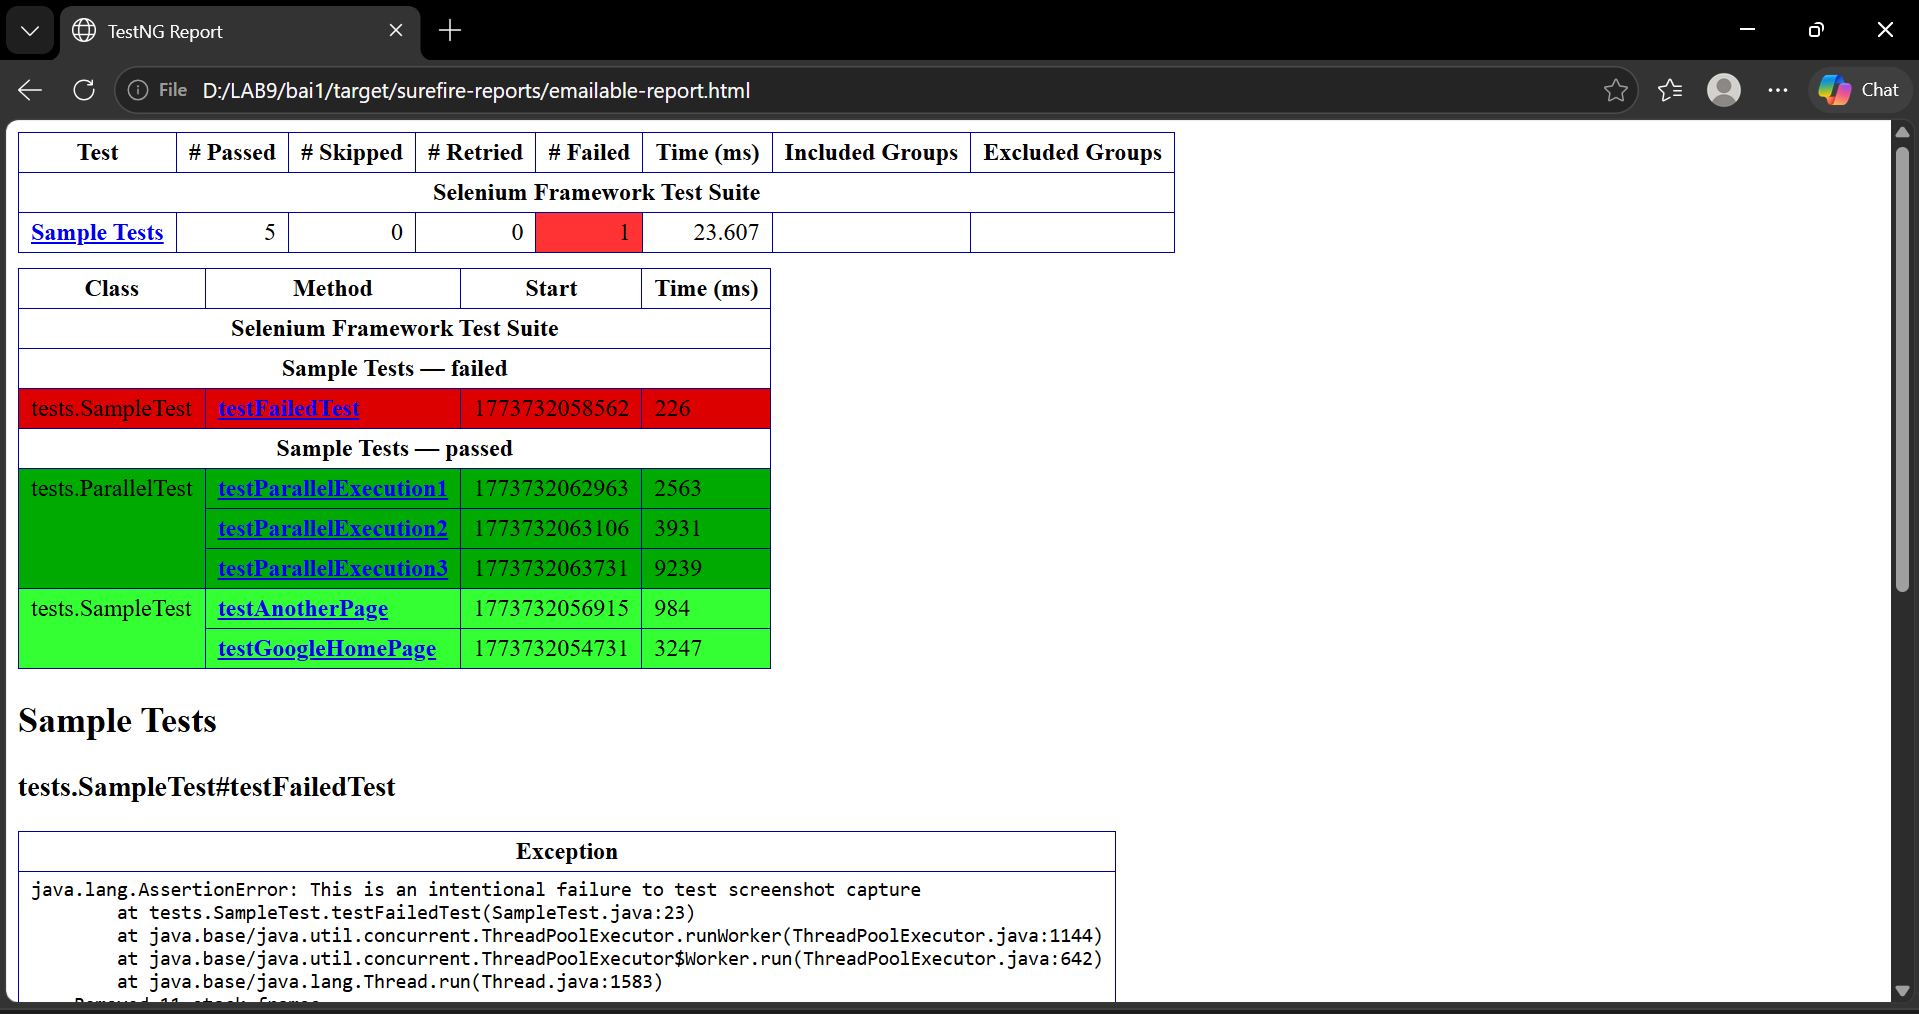 TestNG Report
File D:/LAB9/bai1/target/surefire-reports/emailable-report.html
Chat
Test # Passed # Skipped # Retried # Failed Time (ms) Included Groups Excluded Groups
Selenium Framework Test Suite
Sample Tests 5 0 0 1 23.607
Class Method Start Time (ms)
Selenium Framework Test Suite
Sample Tests — failed
tests.SampleTest testFailedTest 1773732058562 226
Sample Tests — passed
tests.ParallelTest testParallelExecution1 1773732062963 2563
testParallelExecution2 1773732063106 3931
testParallelExecution3 1773732063731 9239
tests.SampleTest testAnotherPage 1773732056915 984
testGoogleHomePage 1773732054731 3247
Sample Tests
tests.SampleTest#testFailedTest
Exception
java.lang.AssertionError: This is an intentional failure to test screenshot capture
at tests.SampleTest.testFailedTest(SampleTest.java:23)
at java.base/java.util.concurrent.ThreadPoolExecutor.runWorker(ThreadPoolExecutor.java:1144)
at java.base/java.util.concurrent.ThreadPoolExecutor$Worker.run(ThreadPoolExecutor.java:642)
at java.base/java.lang.Thread.run(Thread.java:1583)
Removed 11 stack frames